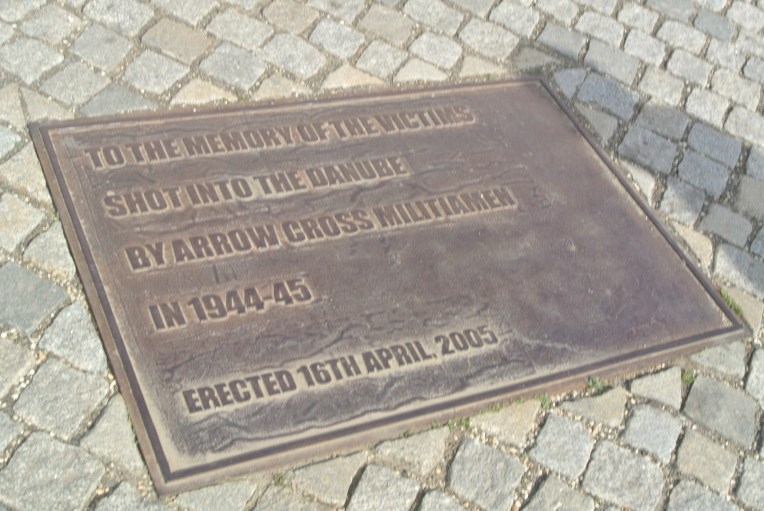 TO THE MEMORY OF THE VICTIMS
SHOT INTO THE DANUBE
BY ARROW CROSS MILITIAMEN
IN 1944-45
ERECTED 16TH APRIL, 2005